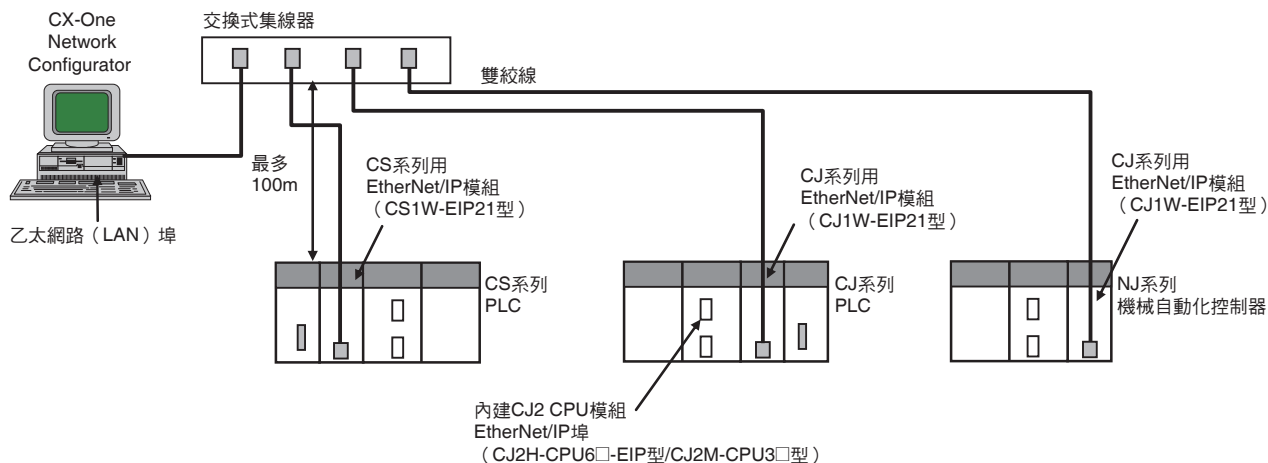 CX-One
Network
Configurator
交換式集線器
雙絞線
最多
100m
CS系列用
EtherNet/IP模組
（CS1W-EIP21型）
CJ系列用
EtherNet/IP模組
（CJ1W-EIP21型）
CJ系列用
EtherNet/IP模組
（CJ1W-EIP21型）
乙太網路（LAN）埠
CS系列
PLC
CJ系列
PLC
NJ系列
機械自動化控制器
內建CJ2 CPU模組
EtherNet/IP埠
（CJ2H-CPU6□-EIP型/CJ2M-CPU3□型）